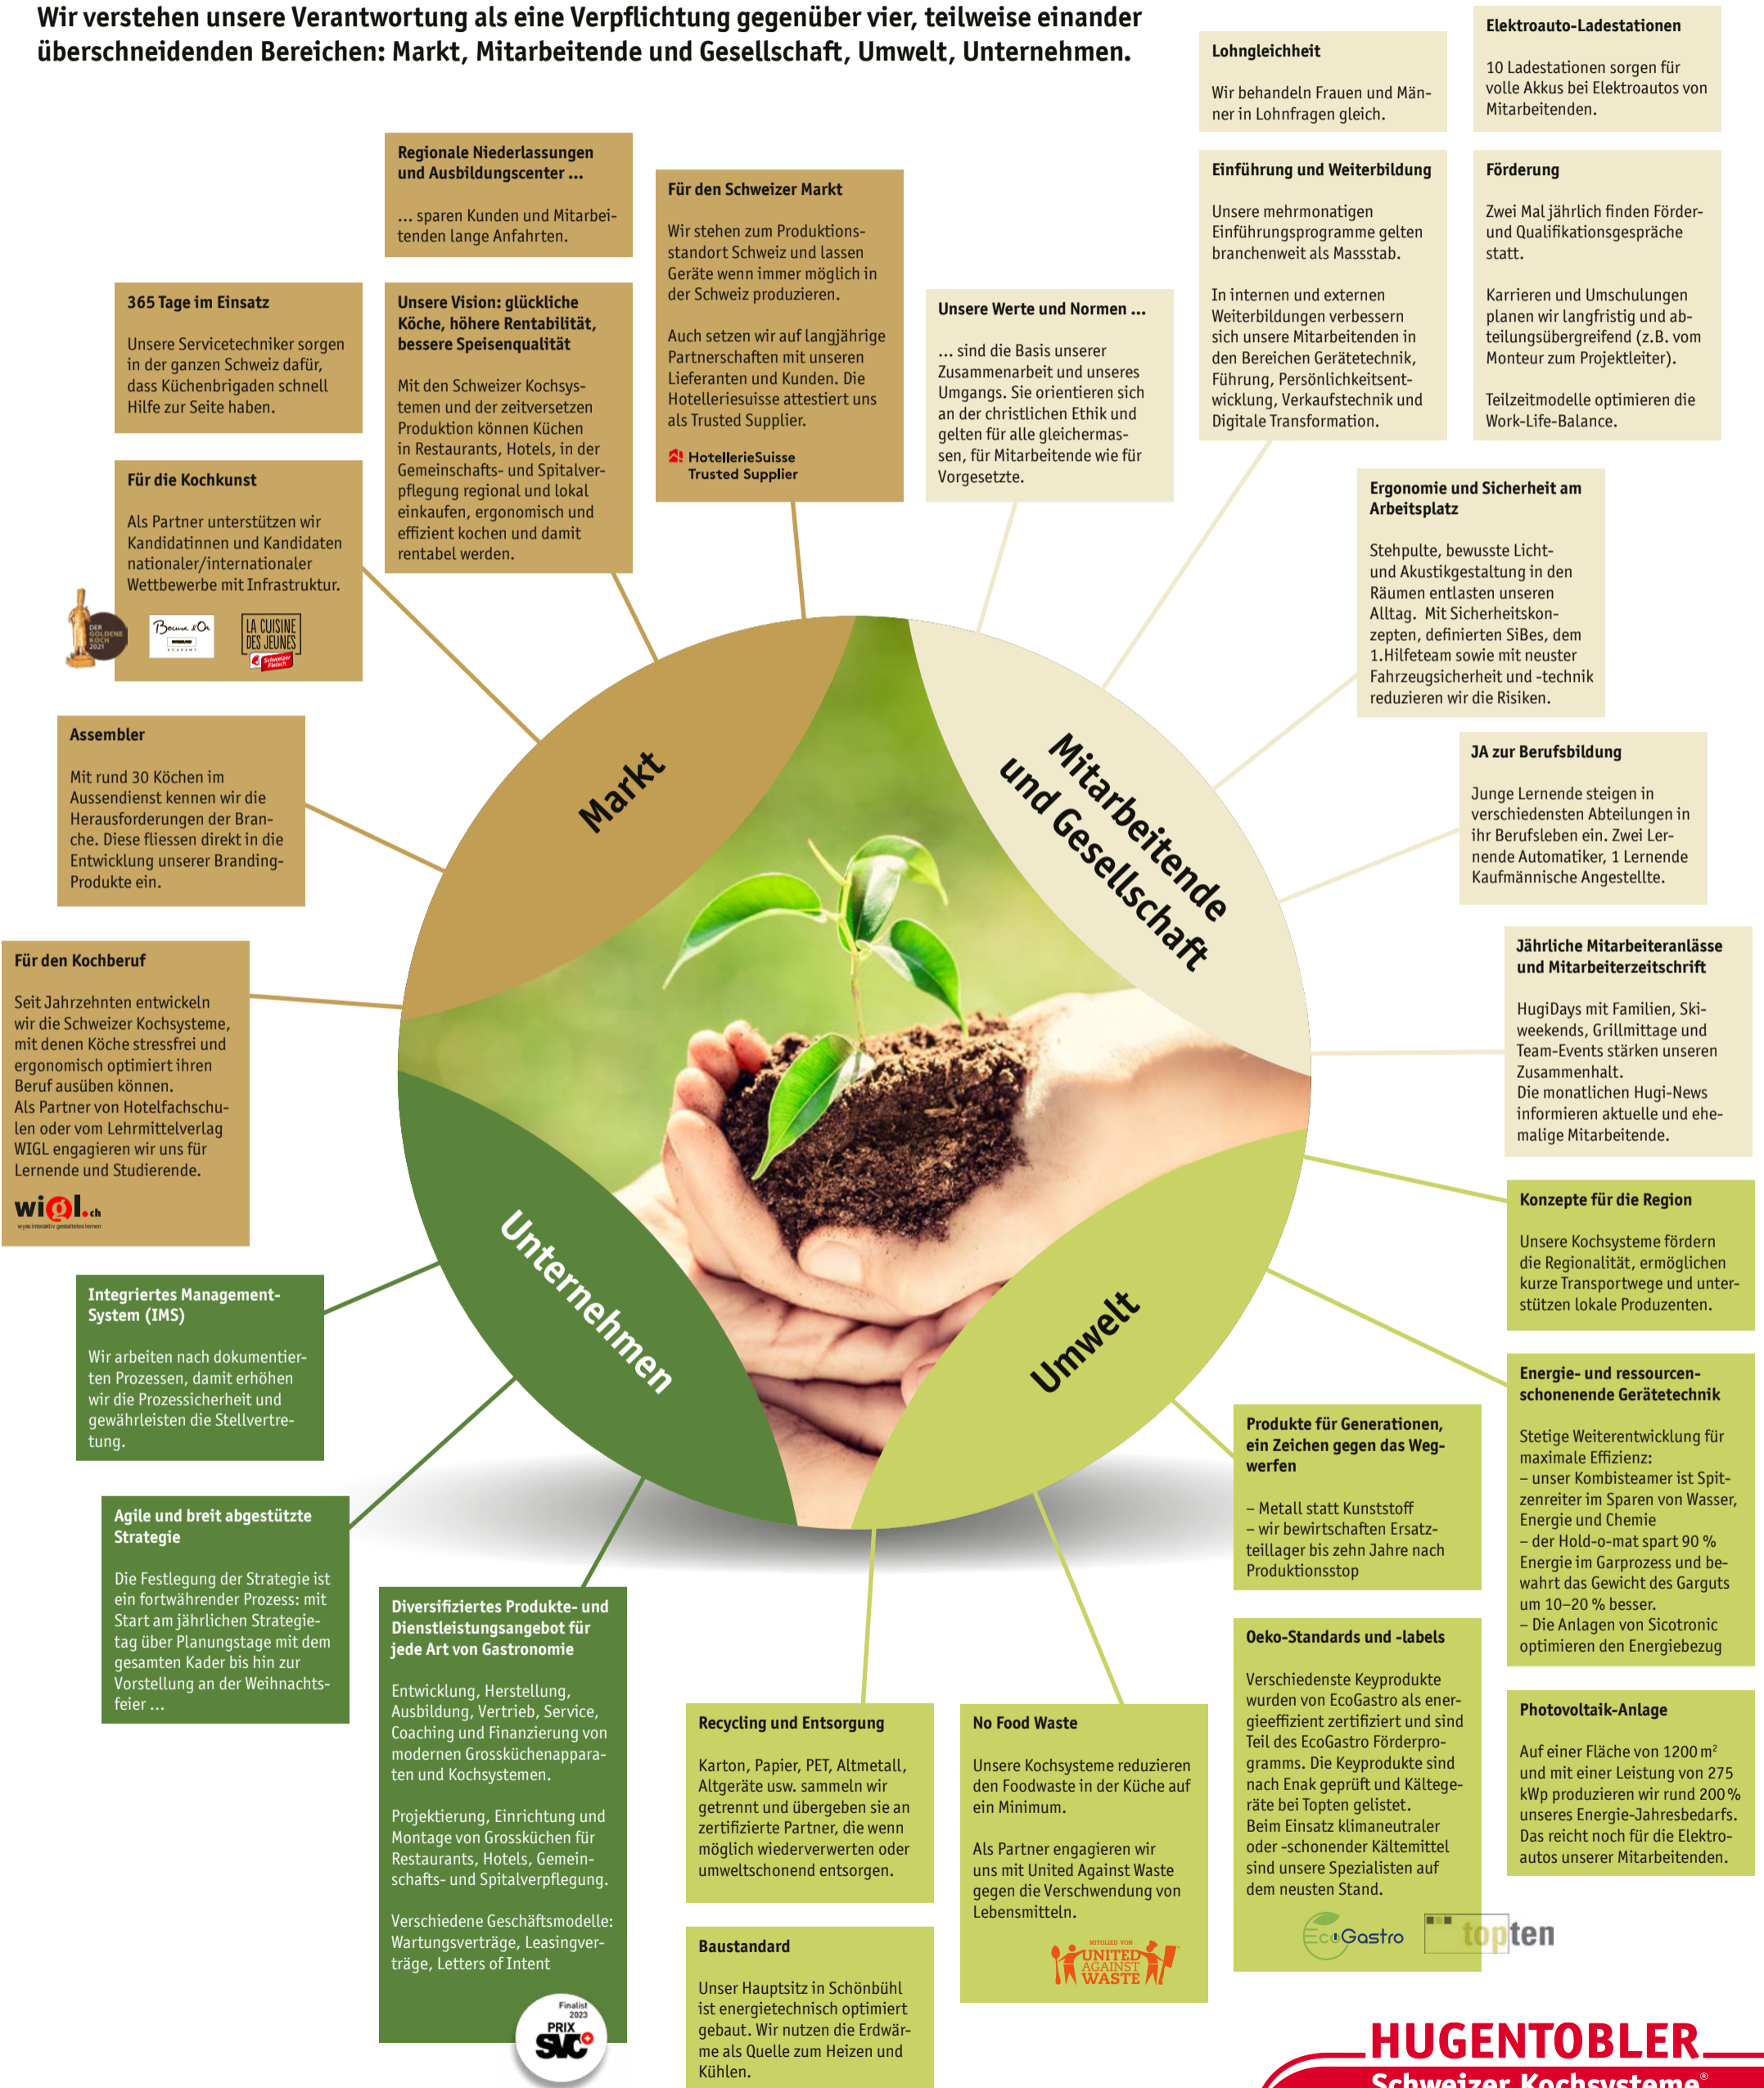 Wir verstehen unsere Verantwortung als eine Verpflichtung gegenüber vier, teilweise einander
überschneidenden Bereichen: Markt, Mitarbeitende und Gesellschaft, Umwelt, Unternehmen.
Lohngleichheit
Wir behandeln Frauen und Män-
ner in Lohnfragen gleich.
Elektroauto-Ladestationen
10 Ladestationen sorgen für
volle Akkus bei Elektroautos von
Mitarbeitenden.
Regionale Niederlassungen
und Ausbildungscenter ...
... sparen Kunden und Mitarbei-
tenden lange Anfahrten.
Für den Schweizer Markt
Wir stehen zum Produktions-
standort Schweiz und lassen
Geräte wenn immer möglich in
der Schweiz produzieren.
Auch setzen wir auf langjährige
Partnerschaften mit unseren
Lieferanten und Kunden. Die
Hotelleriesuisse attestiert uns
als Trusted Supplier.
HotellerieSuisse
Trusted Supplier
Einführung und Weiterbildung
Unsere mehrmonatigen
Einführungsprogramme gelten
branchenweit als Massstab.
In internen und externen
Weiterbildungen verbessern
sich unsere Mitarbeitenden in
den Bereichen Gerätetechnik,
Führung, Persönlichkeitsent-
wicklung, Verkaufstechnik und
Digitale Transformation.
Förderung
Zwei Mal jährlich finden Förder-
und Qualifikationsgespräche
statt.
Karrieren und Umschulungen
planen wir langfristig und ab-
teilungsübergreifend (z.B. vom
Monteur zum Projektleiter).
Teilzeitmodelle optimieren die
Work-Life-Balance.
365 Tage im Einsatz
Unsere Servicetechniker sorgen
in der ganzen Schweiz dafür,
dass Küchenbrigaden schnell
Hilfe zur Seite haben.
Unsere Vision: glückliche
Köche, höhere Rentabilität,
bessere Speisenqualität
Mit den Schweizer Kochsys-
temen und der zeitversetzen
Produktion können Küchen
in Restaurants, Hotels, in der
Gemeinschafts- und Spitalver-
pflegung regional und lokal
einkaufen, ergonomisch und
effizient kochen und damit
rentabel werden.
Unsere Werte und Normen ...
... sind die Basis unserer
Zusammenarbeit und unseres
Umgangs. Sie orientieren sich
an der christlichen Ethik und
gelten für alle gleichermas-
sen, für Mitarbeitende wie für
Vorgesetzte.
Für die Kochkunst
Als Partner unterstützen wir
Kandidatinnen und Kandidaten
nationaler/internationaler
Wettbewerbe mit Infrastruktur.
DER
GOLDENE
KOCH
2021
Bocuse d'Or
ACADEMY
LA CUISINE
DES JEUNES
Schweizer
Fleisch
Ergonomie und Sicherheit am
Arbeitsplatz
Stehpulte, bewusste Licht-
und Akustikgestaltung in den
Räumen entlasten unseren
Alltag. Mit Sicherheitskon-
zepten, definierten SiBes, dem
1.Hilfeteam sowie mit neuster
Fahrzeugsicherheit und -technik
reduzieren wir die Risiken.
Assembler
Mit rund 30 Köchen im
Aussendienst kennen wir die
Herausforderungen der Bran-
che. Diese fliessen direkt in die
Entwicklung unserer Branding-
Produkte ein.
Markt
Mitarbeitende
und Gesellschaft
JA zur Berufsbildung
Junge Lernende steigen in
verschiedensten Abteilungen in
ihr Berufsleben ein. Zwei Ler-
nende Automatiker, 1 Lernende
Kaufmännische Angestellte.
Für den Kochberuf
Seit Jahrzehnten entwickeln
wir die Schweizer Kochsysteme,
mit denen Köche stressfrei und
ergonomisch optimiert ihren
Beruf ausüben können.
Als Partner von Hotelfachschu-
len oder vom Lehrmittelverlag
WIGL engagieren wir uns für
Lernende und Studierende.
wigl.ch
wyss interaktiv gestaltetes lernen
Jährliche Mitarbeiteranlässe
und Mitarbeiterzeitschrift
HugiDays mit Familien, Ski-
weekends, Grillmittage und
Team-Events stärken unseren
Zusammenhalt.
Die monatlichen Hugi-News
informieren aktuelle und ehe-
malige Mitarbeitende.
Unternehmen
Umwelt
Konzepte für die Region
Unsere Kochsysteme fördern
die Regionalität, ermöglichen
kurze Transportwege und unter-
stützen lokale Produzenten.
Integriertes Management-
System (IMS)
Wir arbeiten nach dokumentier-
ten Prozessen, damit erhöhen
wir die Prozessicherheit und
gewährleisten die Stellvertre-
tung.
Energie- und ressourcen-
schonenende Gerätetechnik
Stetige Weiterentwicklung für
maximale Effizienz:
– unser Kombisteamer ist Spit-
zenreiter im Sparen von Wasser,
Energie und Chemie
– der Hold-o-mat spart 90 %
Energie im Garprozess und be-
wahrt das Gewicht des Garguts
um 10–20 % besser.
– Die Anlagen von Sicotronic
optimieren den Energiebezug
Produkte für Generationen,
ein Zeichen gegen das Weg-
werfen
– Metall statt Kunststoff
– wir bewirtschaften Ersatz-
teillager bis zehn Jahre nach
Produktionsstop
Agile und breit abgestützte
Strategie
Die Festlegung der Strategie ist
ein fortwährender Prozess: mit
Start am jährlichen Strategie-
tag über Planungstage mit dem
gesamten Kader bis hin zur
Vorstellung an der Weihnachts-
feier ...
Diversifiziertes Produkte- und
Dienstleistungsangebot für
jede Art von Gastronomie
Entwicklung, Herstellung,
Ausbildung, Vertrieb, Service,
Coaching und Finanzierung von
modernen Grossküchenappara-
ten und Kochsystemen.
Projektierung, Einrichtung und
Montage von Grossküchen für
Restaurants, Hotels, Gemein-
schafts- und Spitalverpflegung.
Verschiedene Geschäftsmodelle:
Wartungsverträge, Leasingver-
träge, Letters of Intent
Finalist
2023
PRIX
SVC
Recycling und Entsorgung
Karton, Papier, PET, Altmetall,
Altgeräte usw. sammeln wir
getrennt und übergeben sie an
zertifizierte Partner, die wenn
möglich wiederverwerten oder
umweltschonend entsorgen.
No Food Waste
Unsere Kochsysteme reduzieren
den Foodwaste in der Küche auf
ein Minimum.
Als Partner engagieren wir
uns mit United Against Waste
gegen die Verschwendung von
Lebensmitteln.
MITGLIED VON
UNITED
AGAINST
WASTE
Oeko-Standards und -labels
Verschiedenste Keyprodukte
wurden von EcoGastro als ener-
gieeffizient zertifiziert und sind
Teil des EcoGastro Förderpro-
gramms. Die Keyprodukte sind
nach Enak geprüft und Kältege-
räte bei Topten gelistet.
Beim Einsatz klimaneutraler
oder -schonender Kältemittel
sind unsere Spezialisten auf
dem neusten Stand.
EcoGastro
topten
Photovoltaik-Anlage
Auf einer Fläche von 1200 m²
und mit einer Leistung von 275
kWp produzieren wir rund 200 %
unseres Energie-Jahresbedarfs.
Das reicht noch für die Elektro-
autos unserer Mitarbeitenden.
Baustandard
Unser Hauptsitz in Schönbühl
ist energietechnisch optimiert
gebaut. Wir nutzen die Erdwär-
me als Quelle zum Heizen und
Kühlen.
HUGENTOBLER
Schweizer Kochsysteme®